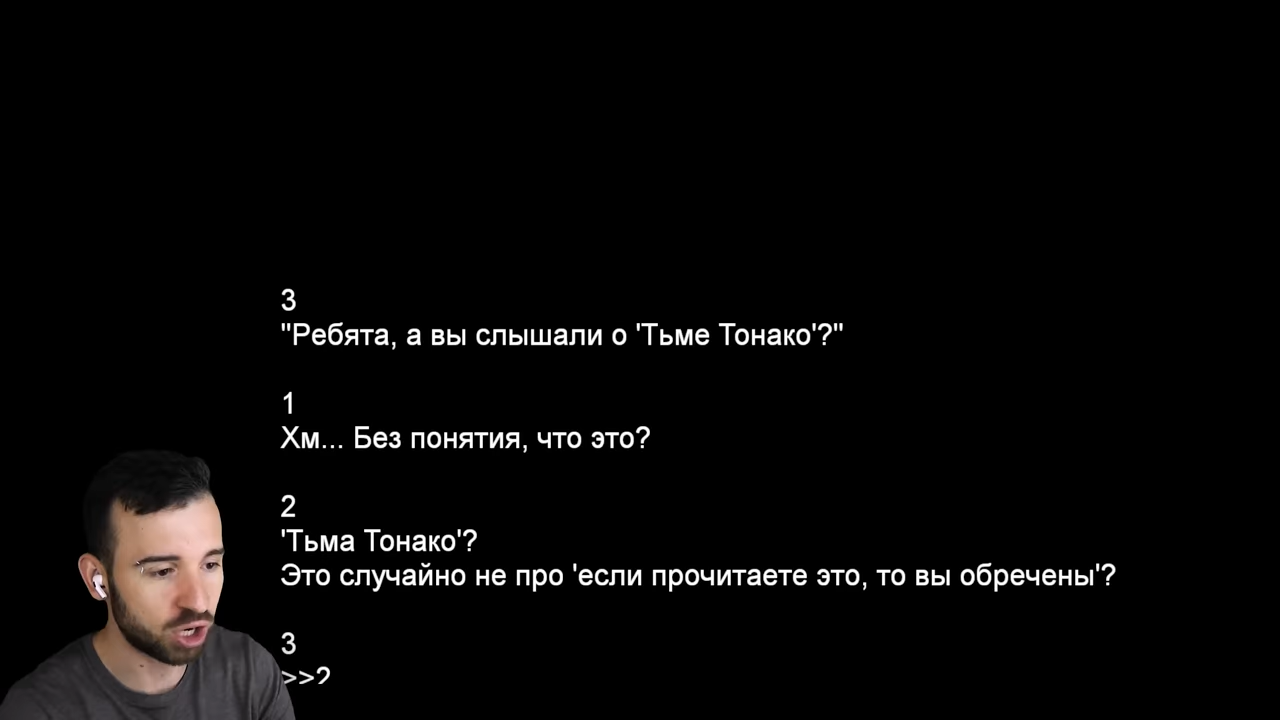 3
"Ребята, а вы слышали о 'Тьме Тонако'?"
1
Хм... Без понятия, что это?
2
'Тьма Тонако'?
Это случайно не про 'если прочитаете это, то вы обречены'?
3
>>2